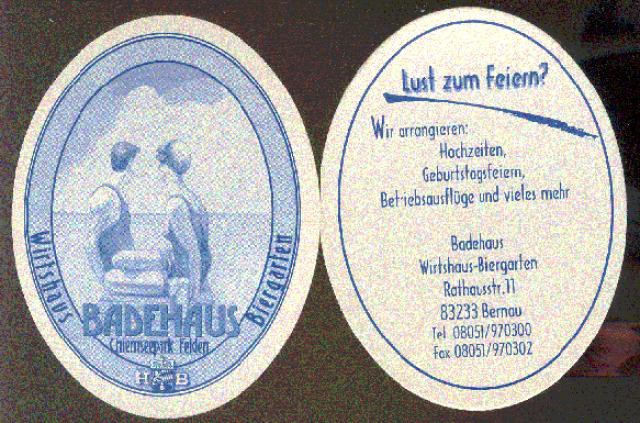 Wirtshaus
Biergarten
BADEHAUS
Chiemseepark Felden
H B
Lust zum Feiern?
Wir arrangieren:
Hochzeiten,
Geburtstagsfeiern,
Betriebsausflüge und vieles mehr
Badehaus
Wirtshaus-Biergarten
Rathausstr.11
83233 Bernau
Tel 08051/970300
Fax 08051/970302